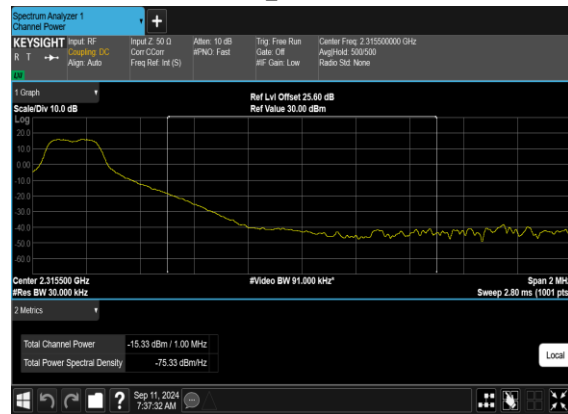 Spectrum Analyzer 1
Channel Power
+
KEYSIGHT Input: RF Input Z: 50 Ω Atten: 10 dB Trig: Free Run Center Freq: 2.315500000 GHz
R T Coupling: DC Corr CCorr #PNO: Fast Gate: Off Avg|Hold: 500/500
Align: Auto Freq Ref: Int (S) #IF Gain: Low Radio Std: None
1 Graph Ref Lvl Offset 25.60 dB
Scale/Div 10.0 dB Ref Value 30.00 dBm
Log
20.0
10.0
0.00
-10.0
-20.0
-30.0
-40.0
-50.0
-60.0
Center 2.315500 GHz #Video BW 91.000 kHz* Span 2 MH
#Res BW 30.000 kHz Sweep 2.80 ms (1001 pts
2 Metrics
Total Channel Power -15.33 dBm / 1.00 MHz
Total Power Spectral Density -75.33 dBm/Hz
Local
? Sep 11, 2024
7:37:32 AM